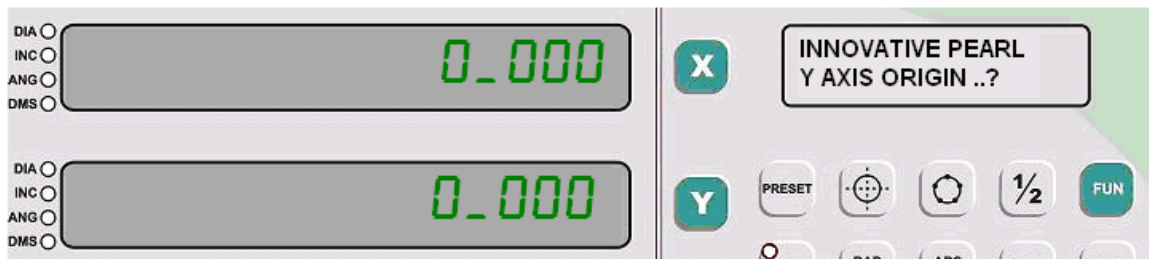 DIA
INC
ANG
DMS
0_000
X
INNOVATIVE PEARL
Y AXIS ORIGIN ..?
DIA
INC
ANG
DMS
0_000
Y
PRESET
½
FUN